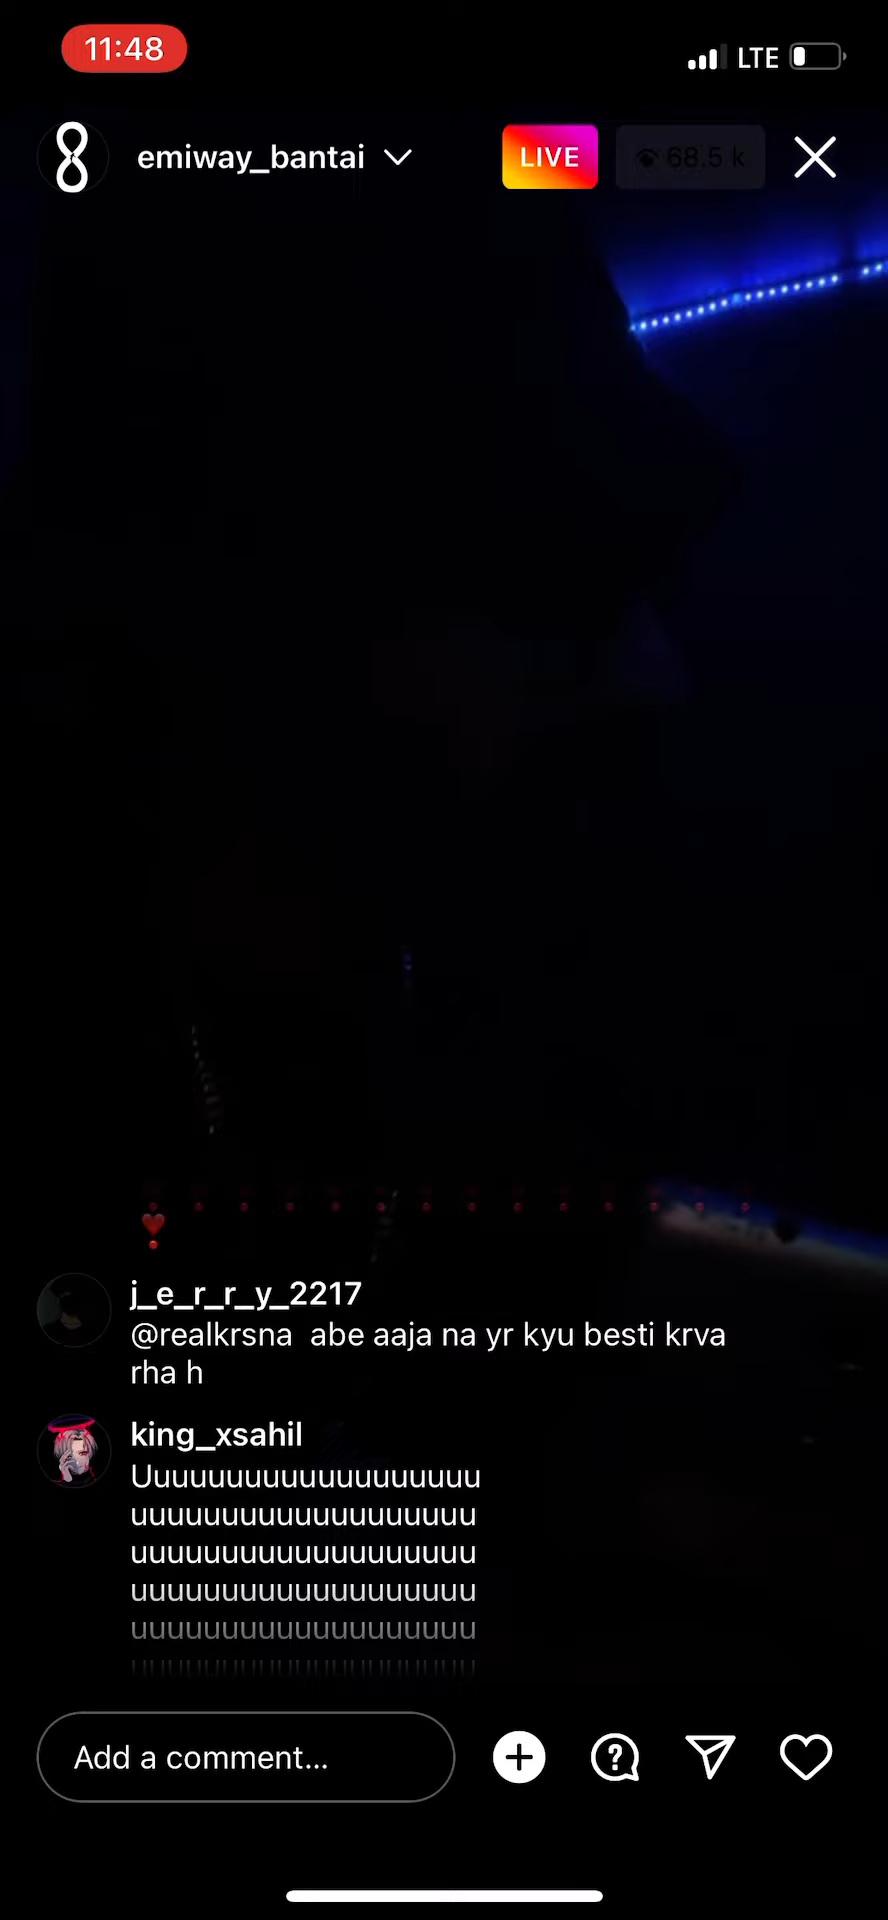 11:48
LTE
emiway_bantai
LIVE
68.5 k
j_e_r_r_y_2217
@realkrsna abe aaja na yr kyu besti krva
rha h
king_xsahil
Uuuuuuuuuuuuuuuuuuu
uuuuuuuuuuuuuuuuuuu
uuuuuuuuuuuuuuuuuuu
uuuuuuuuuuuuuuuuuuu
uuuuuuuuuuuuuuuuuuu
Add a comment...